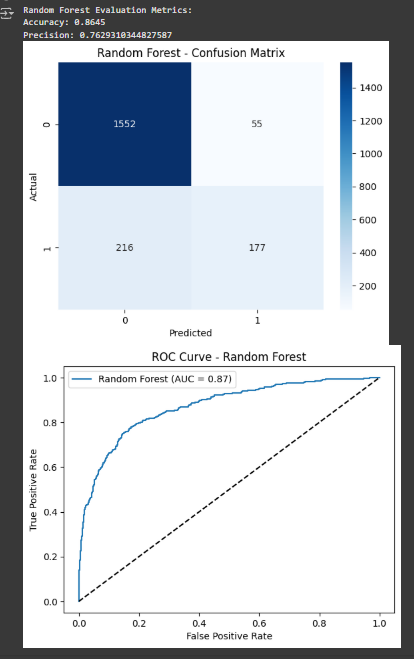 Random Forest Evaluation Metrics:
Accuracy: 0.8645
Precision: 0.7629310344827587
Random Forest - Confusion Matrix
0
1552
55
1
216
177
Actual
0
1
Predicted
1400
1200
1000
800
600
400
200
ROC Curve - Random Forest
Random Forest (AUC = 0.87)
1.0
0.8
0.6
0.4
0.2
0.0
True Positive Rate
0.0
0.2
0.4
0.6
0.8
1.0
False Positive Rate